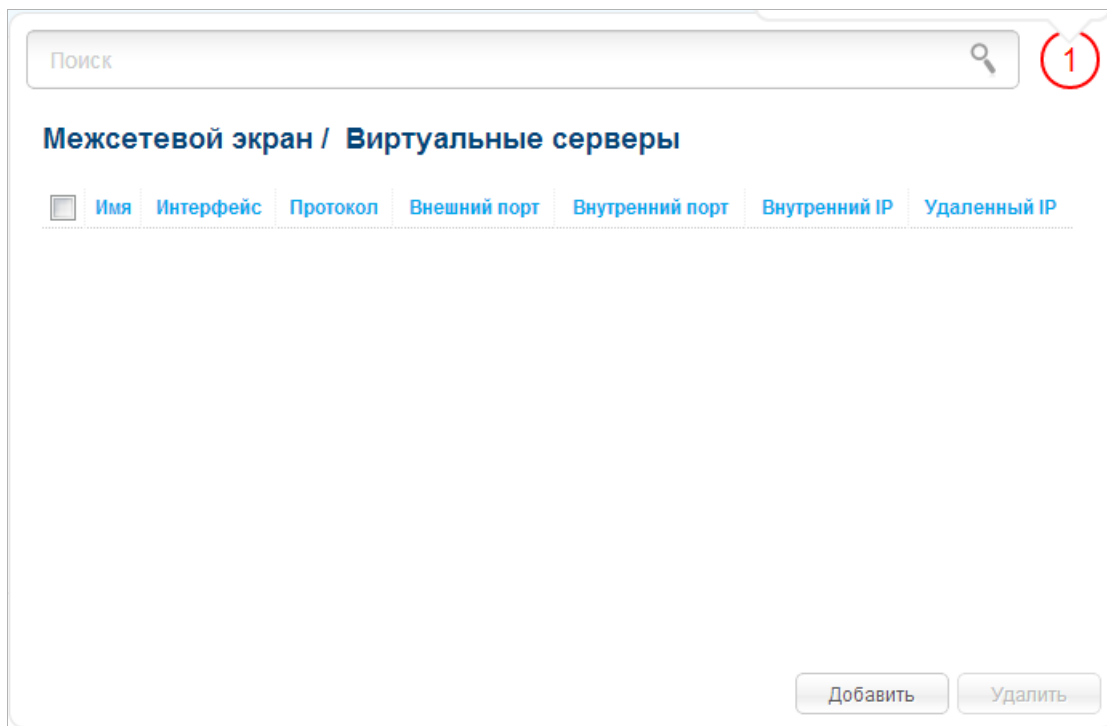 Поиск 1
Межсетевой экран / Виртуальные серверы
Имя Интерфейс Протокол Внешний порт Внутренний порт Внутренний IP Удаленный IP
Добавить Удалить